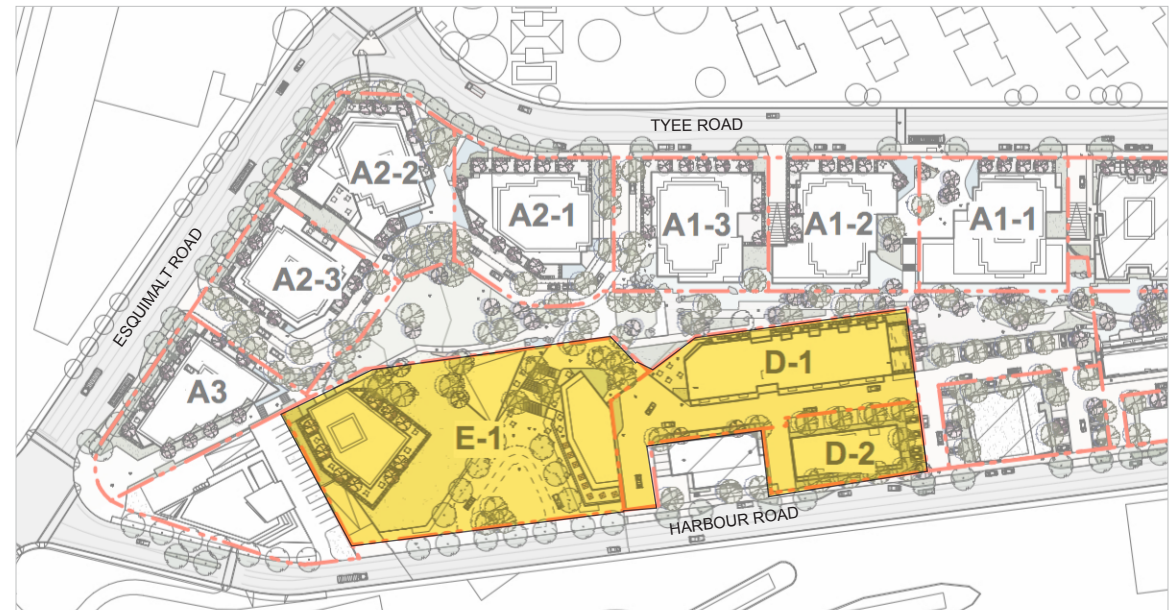 TYEE ROAD
A2-2
A2-1
A1-3
A1-2
A1-1
A2-3
ESQUIMALT ROAD
D-1
A3
E-1
D-2
HARBOUR ROAD